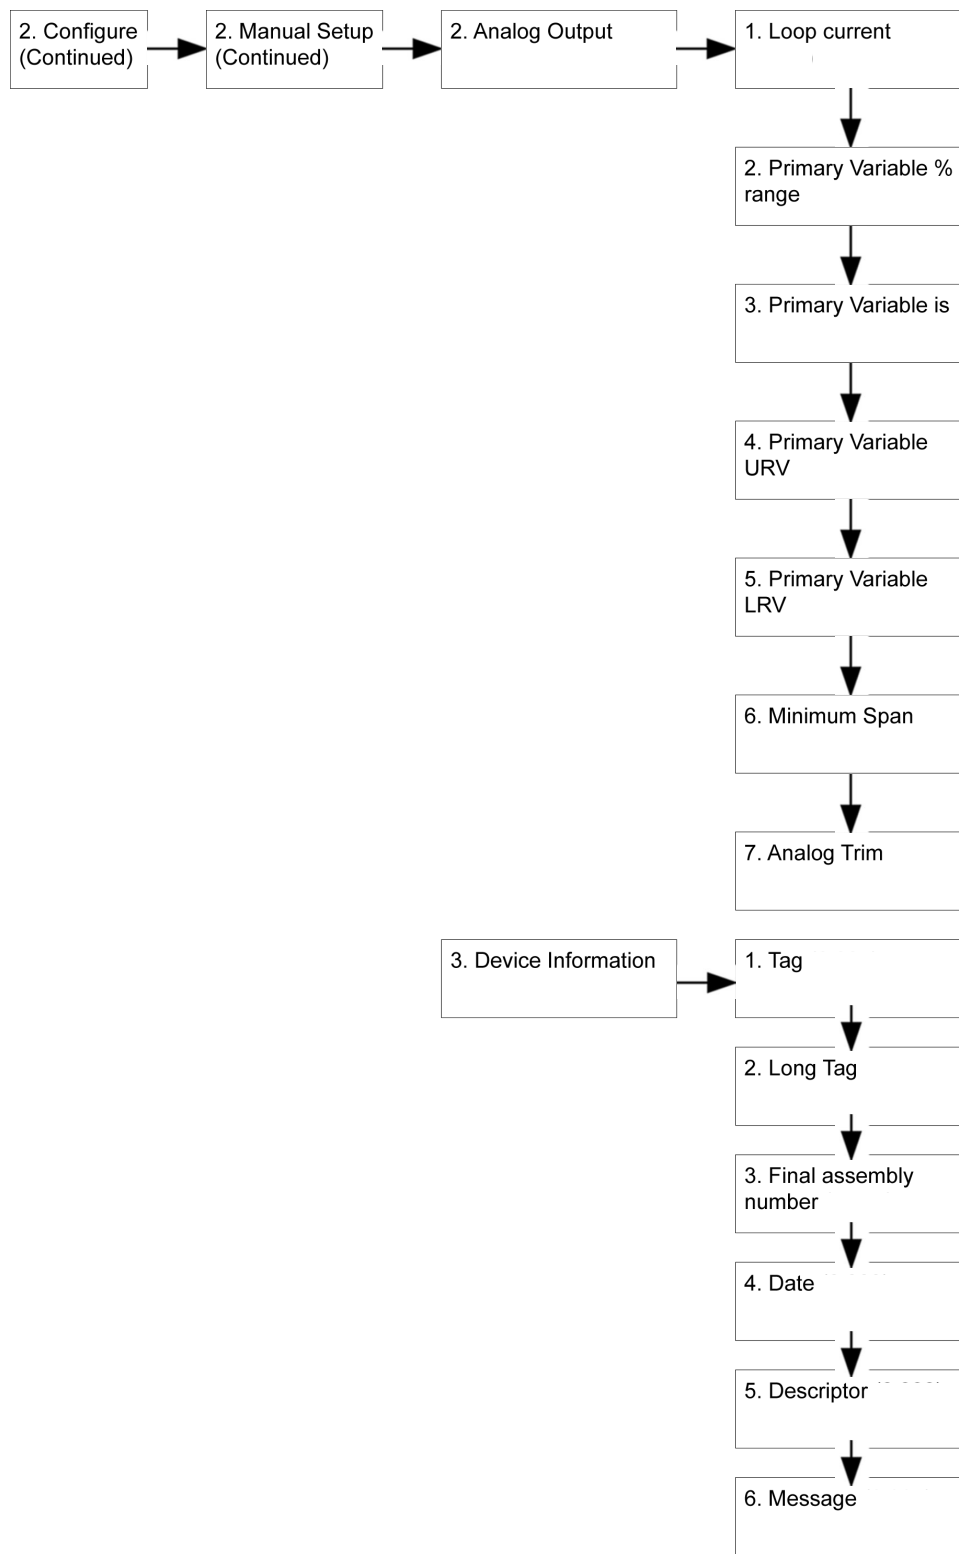 2. Configure
(Continued)
2. Manual Setup
(Continued)
2. Analog Output
1. Loop current
2. Primary Variable %
range
3. Primary Variable is
4. Primary Variable
URV
5. Primary Variable
LRV
6. Minimum Span
7. Analog Trim
3. Device Information
1. Tag
2. Long Tag
3. Final assembly
number
4. Date
5. Descriptor
6. Message